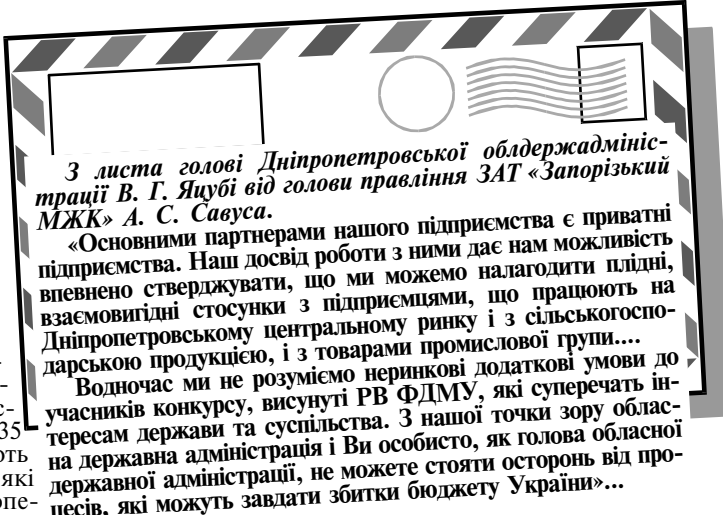 З листа голові Дніпропетровської облдержадмініс-
трації В. Г. Яцубі від голови правління ЗАТ «Запорізький
МЖК» А. С. Савуса.
«Основними партнерами нашого підприємства є приватні
підприємства. Наш досвід роботи з ними дає нам можливість
впевнено стверджувати, що ми можемо налагодити плідні,
взаємовигідні стосунки з підприємцями, що працюють на
Дніпропетровському центральному ринку і з сільськогоспо-
дарською продукцією, і з товарами промислової групи....
Водночас ми не розуміємо неринкові додаткові умови до
учасників конкурсу, висунуті РВ ФДМУ, які суперечать ін-
тересам держави та суспільства. З нашої точки зору облас-
на державна адміністрація і Ви особисто, як голова обласної
державної адміністрації, не можете стояти осторонь від про-
цесів, які можуть завдати збитки бюджету України»...
35
які